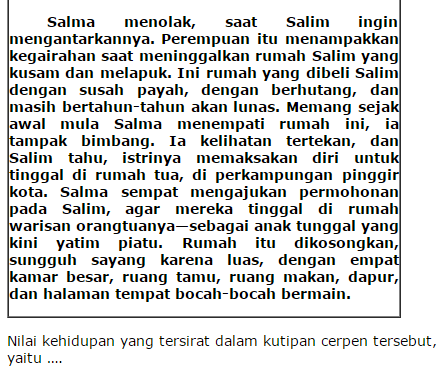 Salma menolak, saat Salim ingin
mengantarkannya. Perempuan itu menampakkan
kegairahan saat meninggalkan rumah Salim yang
kusam dan melapuk. Ini rumah yang dibeli Salim
dengan susah payah, dengan berhutang, dan
masih bertahun-tahun akan lunas. Memang sejak
awal mula Salma menempati rumah ini, ia
tampak bimbang. Ia kelihatan tertekan, dan
Salim tahu, istrinya memaksakan diri untuk
tinggal di rumah tua, di perkampungan pinggir
kota. Salma sempat mengajukan permohonan
pada Salim, agar mereka tinggal di rumah
warisan orangtuanya—sebagai anak tunggal yang
kini yatim piatu. Rumah itu dikosongkan,
sungguh sayang karena luas, dengan empat
kamar besar, ruang tamu, ruang makan, dapur,
dan halaman tempat bocah-bocah bermain.
Nilai kehidupan yang tersirat dalam kutipan cerpen tersebut,
yaitu ....